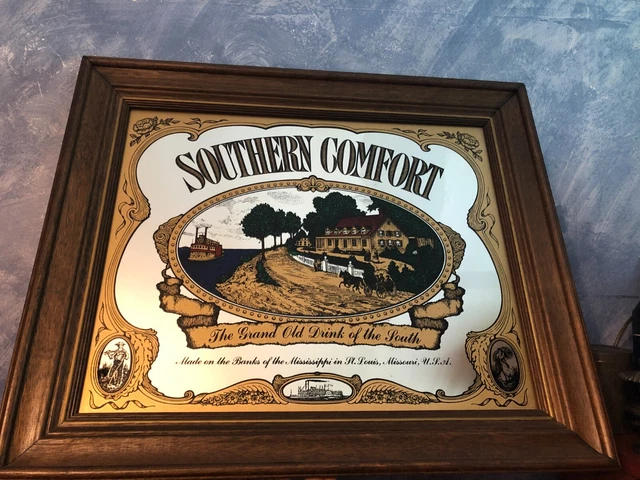 SOUTHERN COMFORT
The Grand Old Drink of the South
Made on the Banks of the Mississippi in St. Louis, Missouri, U.S.A.